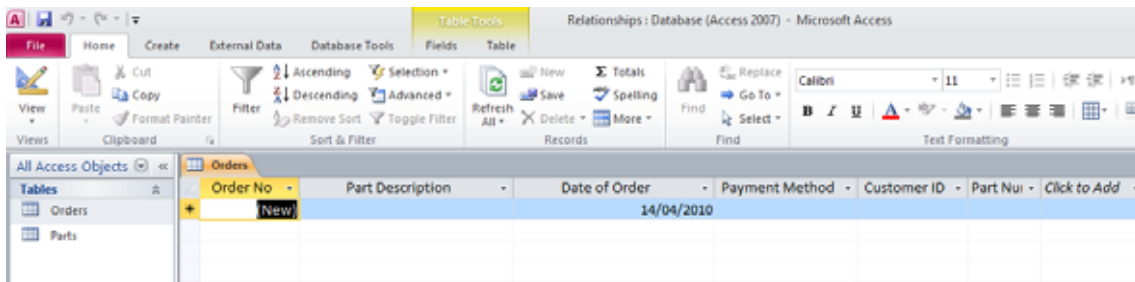 A Table Tools Relationships : Database (Access 2007) - Microsoft Access
File Home Create External Data Database Tools Fields Table
View Paste Cut Copy Format Painter Filter Ascending Descending Remove Sort Selection Advanced Toggle Filter Refresh All New Save Delete Totals Spelling More Find Replace Go To Select Calibri 11 B I U A
Views Clipboard Sort & Filter Records Find Text Formatting
All Access Objects Orders
Tables Order No Part Description Date of Order Payment Method Customer ID Part Nui Click to Add
Orders (New) 14/04/2010
Parts